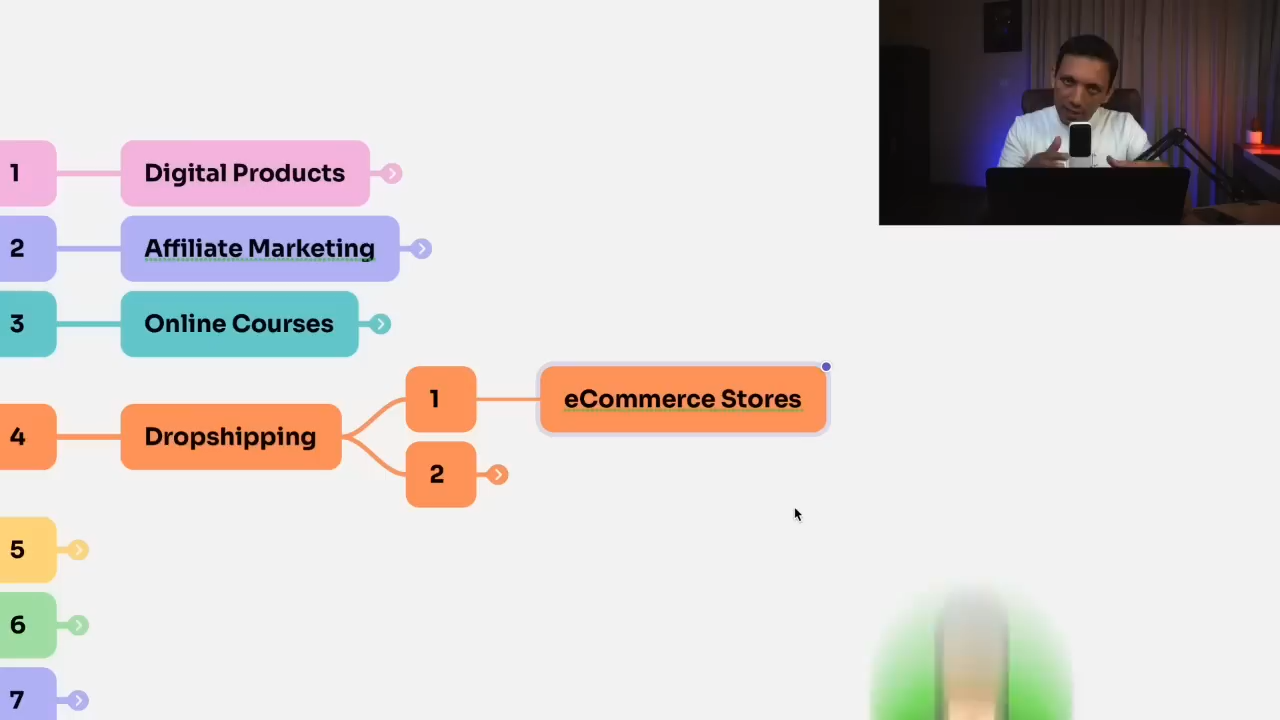 1
Digital Products
2
Affiliate Marketing
3
Online Courses
1
eCommerce Stores
4
Dropshipping
2
5
6
7